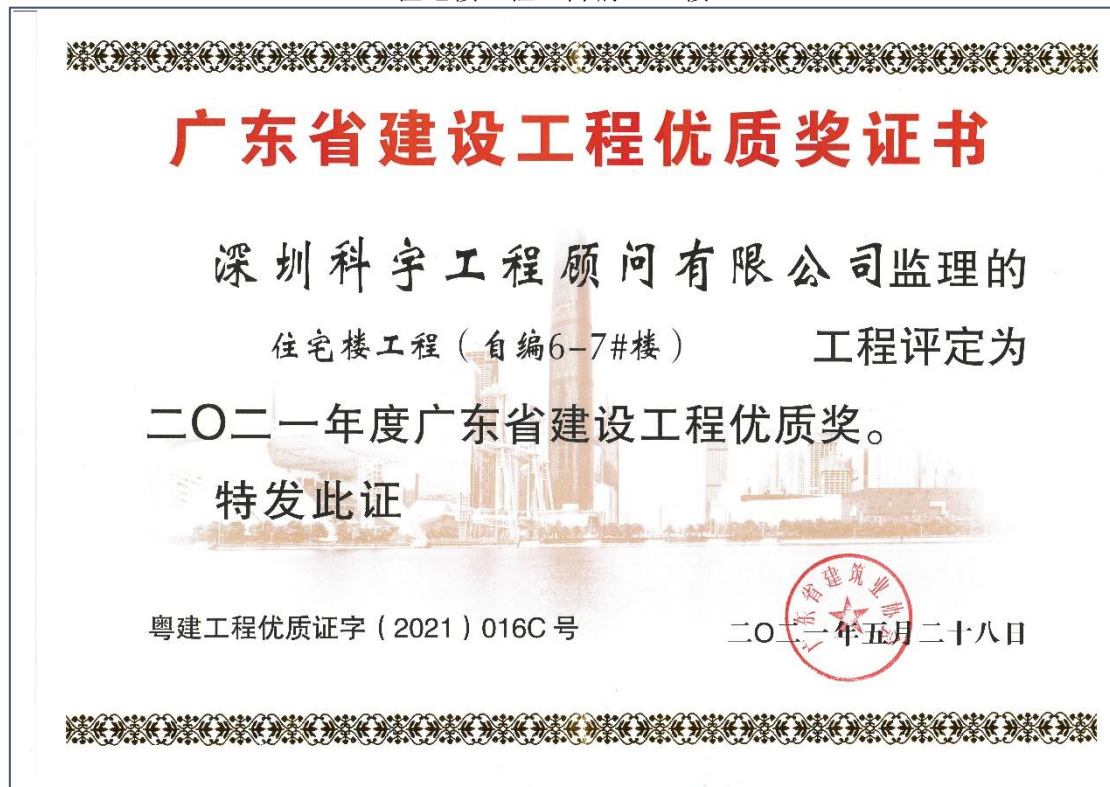 广东省建设工程优质奖证书
深圳科宇工程顾问有限公司监理的
住宅楼工程（自编6-7#楼） 工程评定为
二〇二一年度广东省建设工程优质奖。
特发此证
粤建工程优质证字（2021）016C 号
二〇二一年五月二十八日
广东省建筑业协会